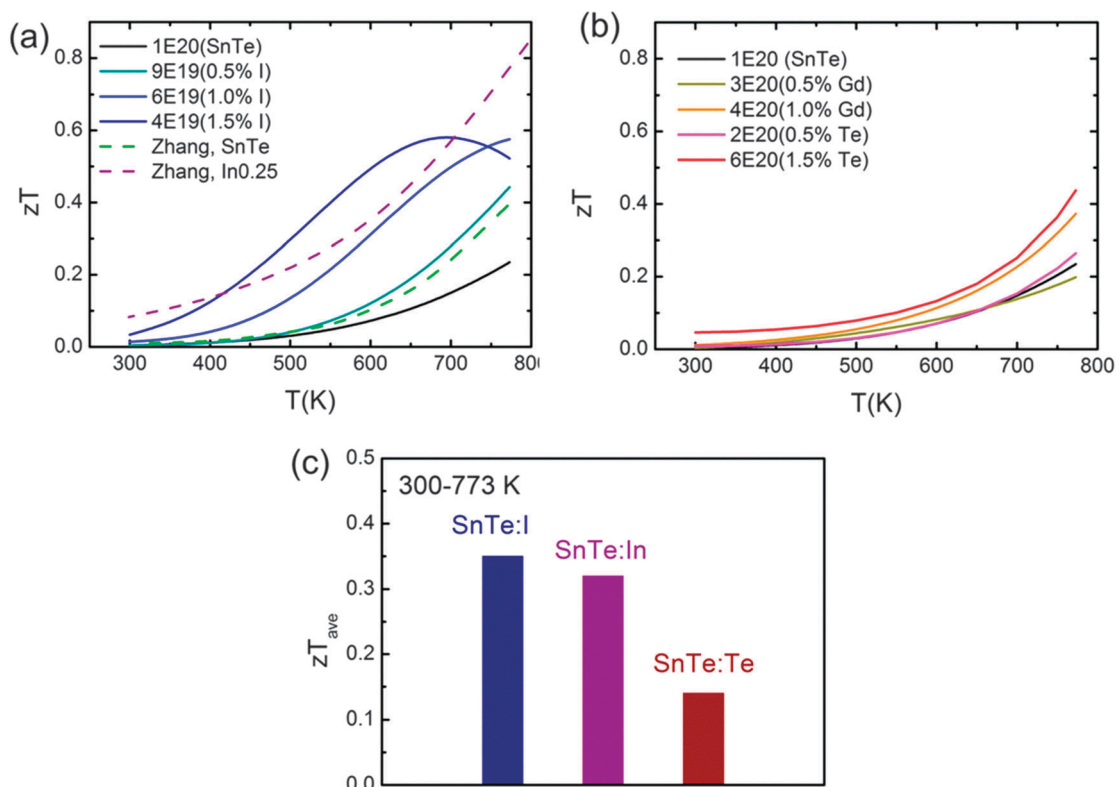 (a)
1E20(SnTe)
9E19(0.5% I)
6E19(1.0% I)
4E19(1.5% I)
Zhang, SnTe
Zhang, In0.25
0.8
0.6
0.4
0.2
0.0
zT
300 400 500 600 700 800
T(K)
(b)
1E20 (SnTe)
3E20(0.5% Gd)
4E20(1.0% Gd)
2E20(0.5% Te)
6E20(1.5% Te)
0.8
0.6
0.4
0.2
0.0
zT
300 400 500 600 700 800
T(K)
(c)
300-773 K
SnTe:I
SnTe:In
SnTe:Te
0.5
0.4
0.3
0.2
0.1
0.0
zTave